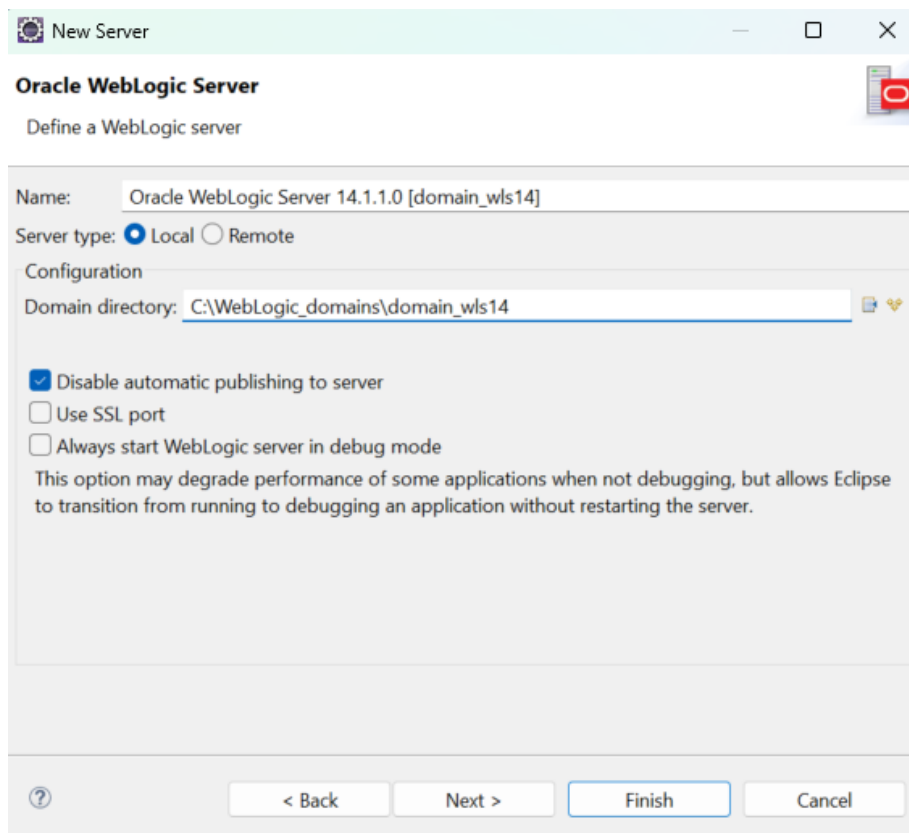 New Server
Oracle WebLogic Server
Define a WebLogic server
Name: Oracle WebLogic Server 14.1.1.0 [domain_wls14]
Server type: Local Remote
Configuration
Domain directory: C:\WebLogic_domains\domain_wls14
Disable automatic publishing to server
Use SSL port
Always start WebLogic server in debug mode
This option may degrade performance of some applications when not debugging, but allows Eclipse
to transition from running to debugging an application without restarting the server.
? < Back Next > Finish Cancel